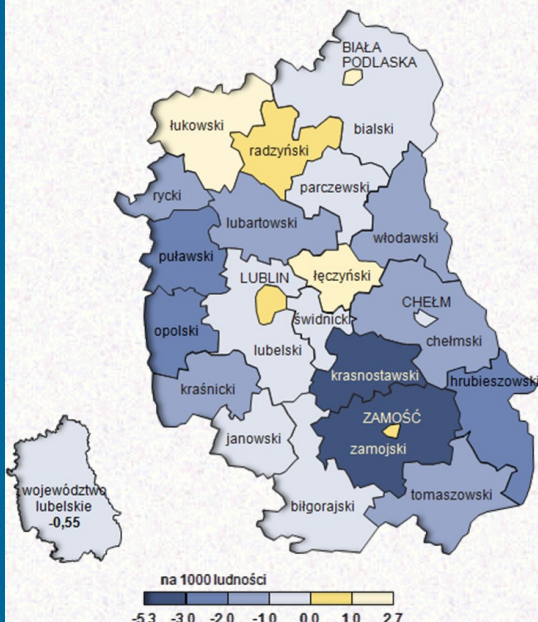 BIAŁA
PODLASKA
łukowski
bialski
radzyński
parczewski
rycki
lubartowski
włodawski
puławski
LUBLIN
łęczyński
CHEŁM
opolski
świdnicki
chełmski
lubelski
krasnostawski
hrubieszowski
kraśnicki
ZAMOŚĆ
janowski
zamojski
województwo
lubelskie
-0,55
tomaszowski
biłgorajski
na 1000 ludności
-5.3 -3.0 -2.0 -1.0 0.0 1.0 2.7